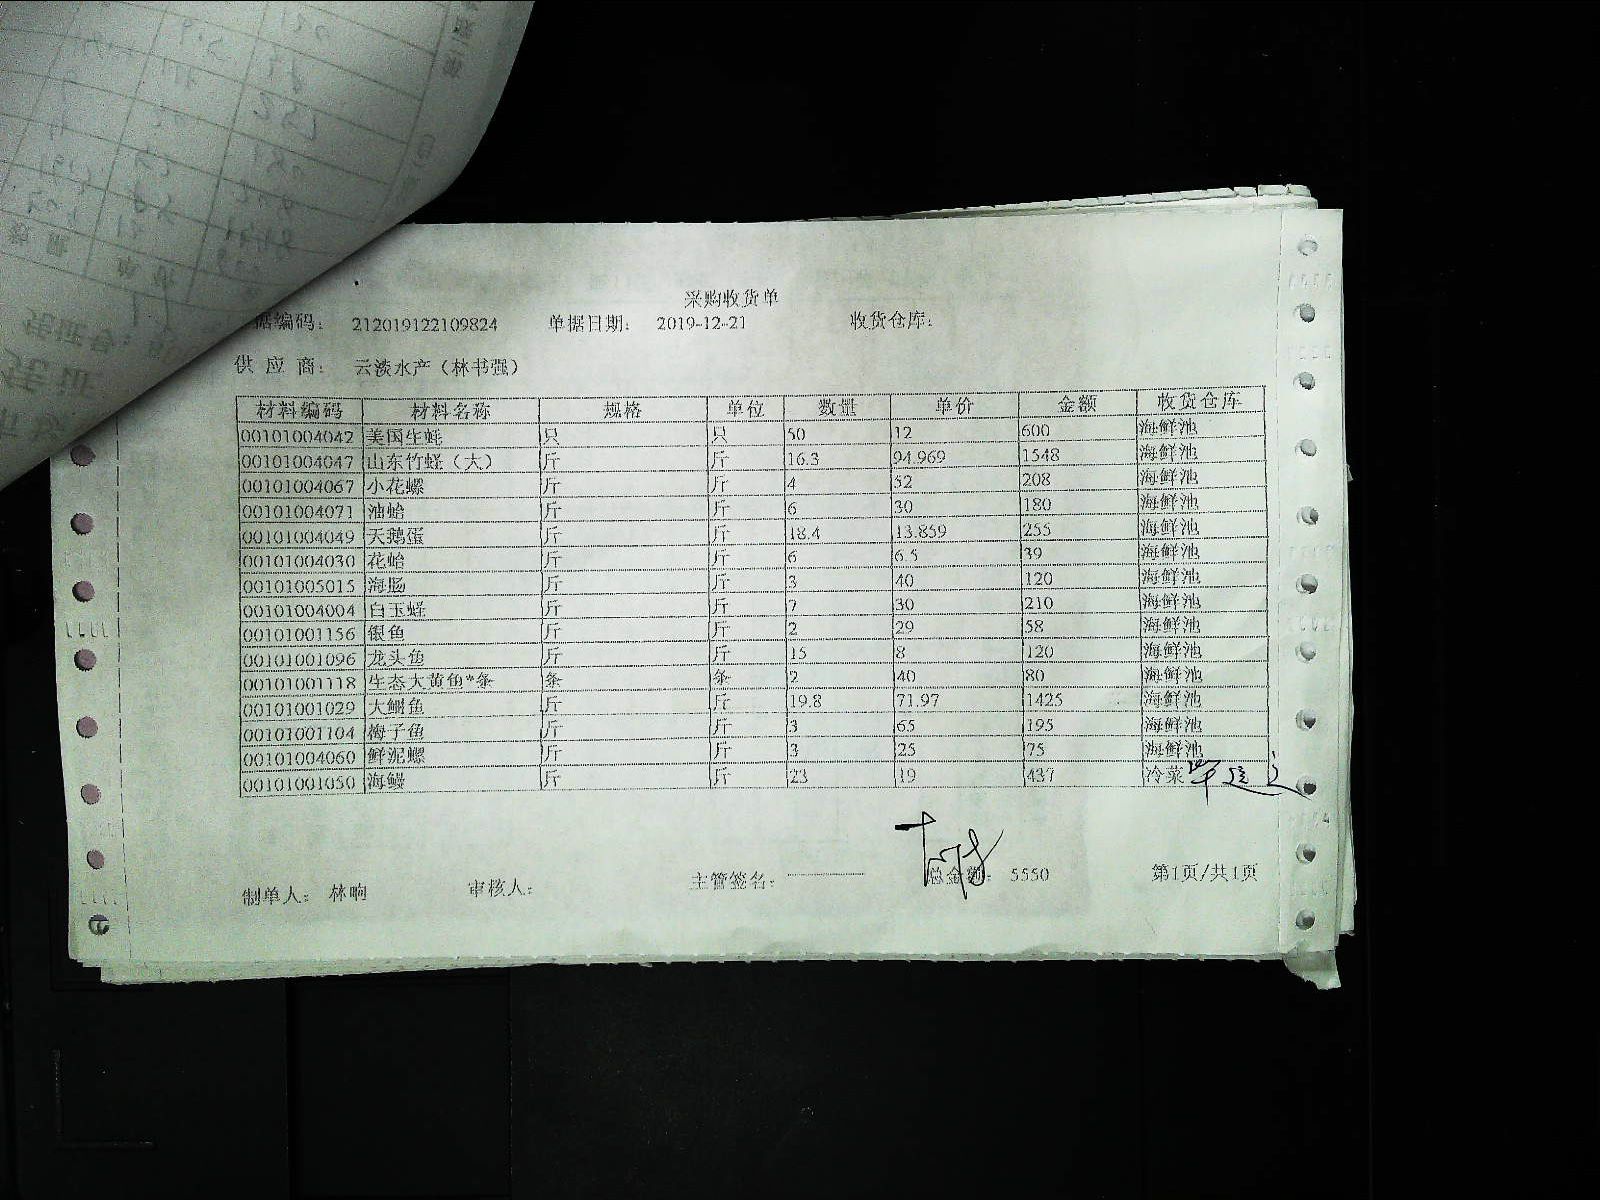 采购收货单
据编码： 212019122109824 单据日期： 2019-12-21 收货仓库：
供 应 商： 云淡水产（林书强）
材料编码 材料名称 规格 单位 数量 单价 金额 收货仓库
00101004042 美国生蚝 只 只 50 12 600 海鲜池
00101004047 山东竹蛏（大） 斤 斤 16.3 94.969 1548 海鲜池
00101004067 小花螺 斤 斤 4 52 208 海鲜池
00101004071 油蛤 斤 斤 6 30 180 海鲜池
00101004049 天鹅蛋 斤 斤 18.4 13.859 255 海鲜池
00101004030 花蛤 斤 斤 6 6.5 39 海鲜池
00101005015 海肠 斤 斤 3 40 120 海鲜池
00101004004 白玉蛏 斤 斤 7 30 210 海鲜池
00101001156 银鱼 斤 斤 2 29 58 海鲜池
00101001096 龙头鱼 斤 斤 15 8 120 海鲜池
00101001118 生态大黄鱼*条 条 条 2 40 80 海鲜池
00101001029 大鲷鱼 斤 斤 19.8 71.97 1425 海鲜池
00101001104 梅子鱼 斤 斤 3 65 195 海鲜池
00101004060 鲜泥螺 斤 斤 3 25 75 海鲜池
00101001050 海鳗 斤 斤 23 19 437 冷菜
制单人： 林响 审核人： 主管签名： 总金额： 5550 第1页/共1页